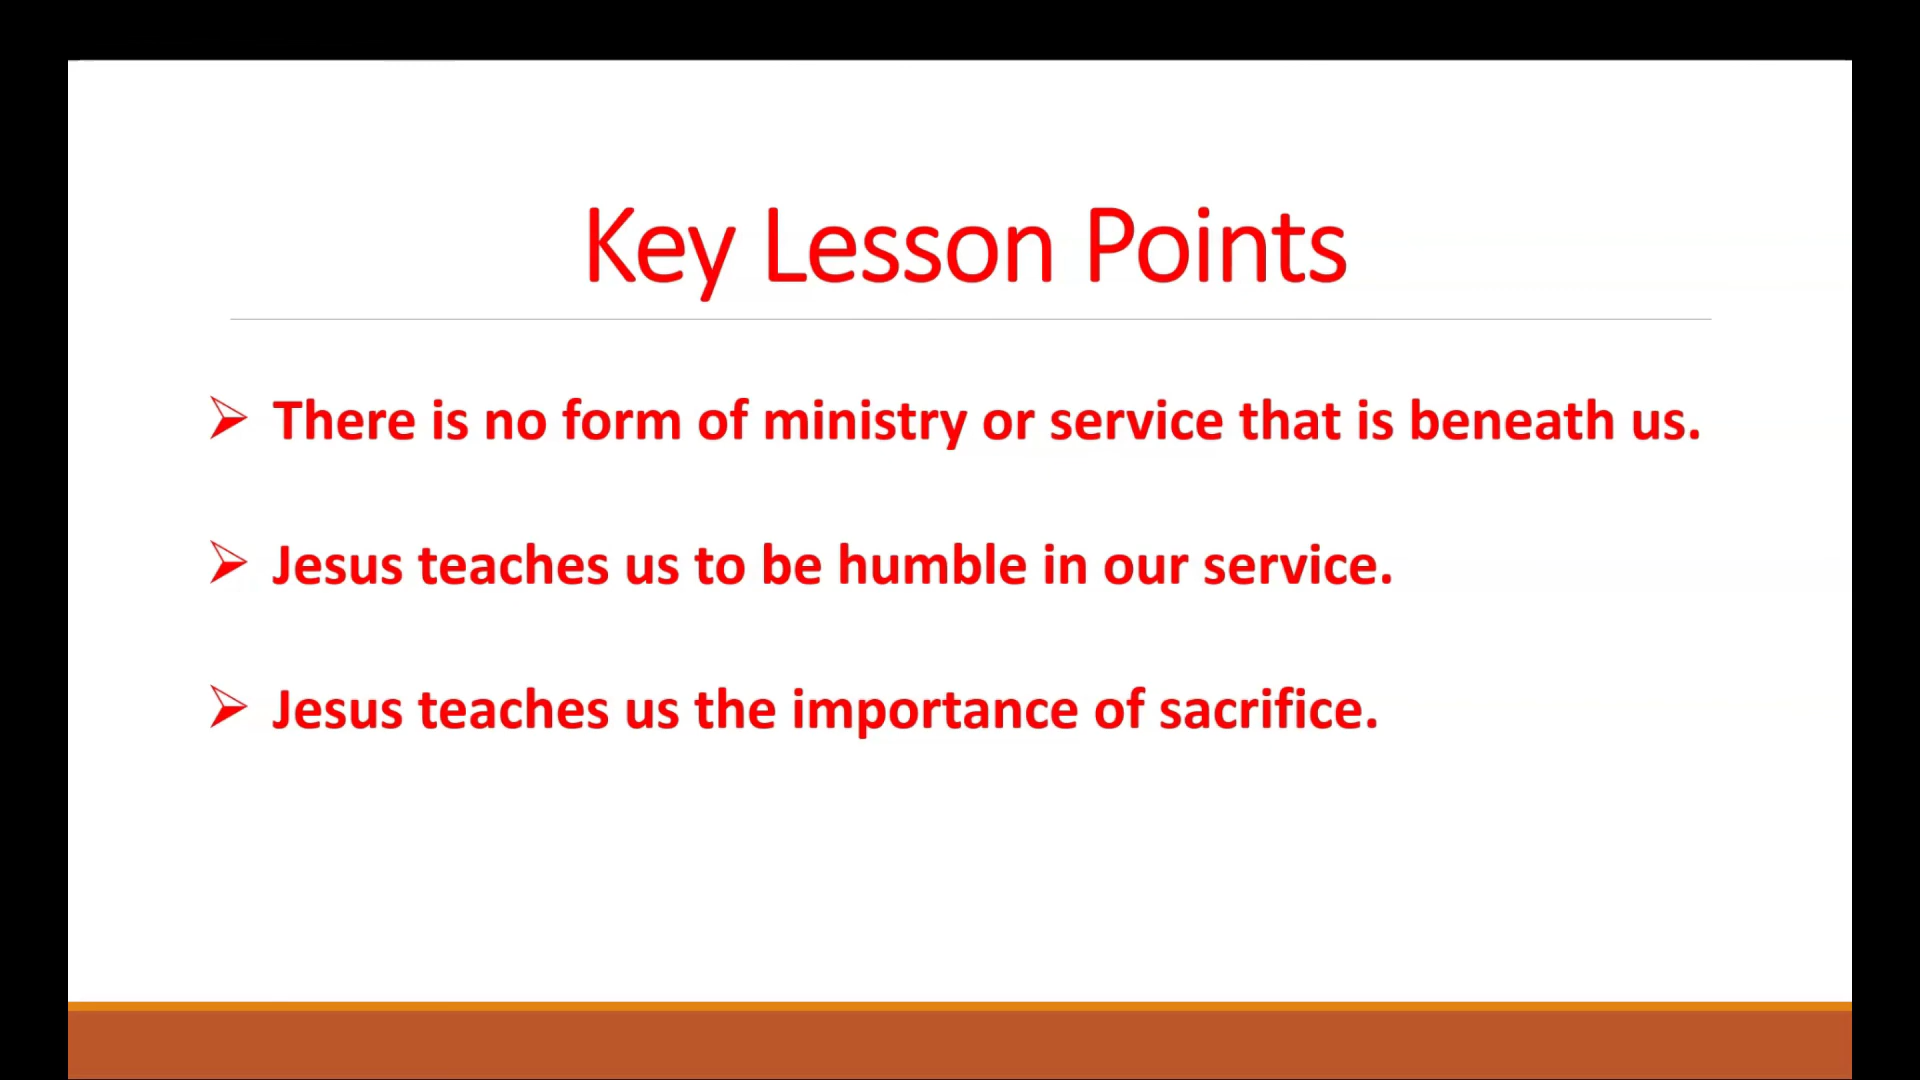 Key Lesson Points
There is no form of ministry or service that is beneath us.
Jesus teaches us to be humble in our service.
Jesus teaches us the importance of sacrifice.